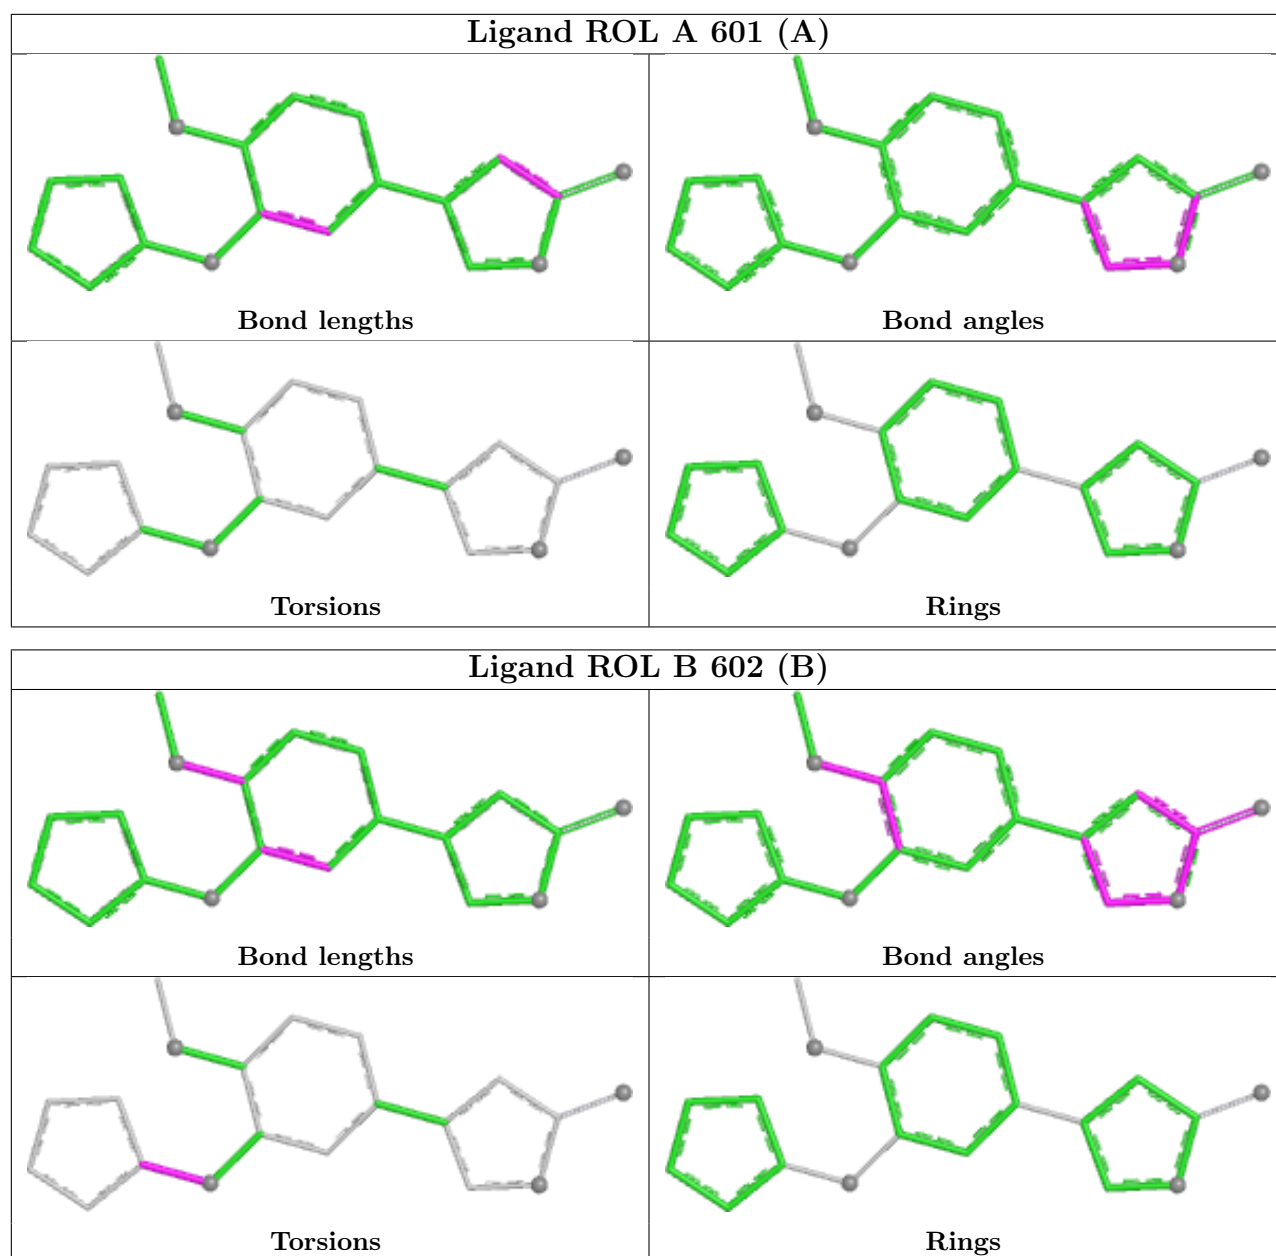 Ligand ROL A 601 (A)
Bond lengths
Bond angles
Torsions
Rings
Ligand ROL B 602 (B)
Bond lengths
Bond angles
Torsions
Rings